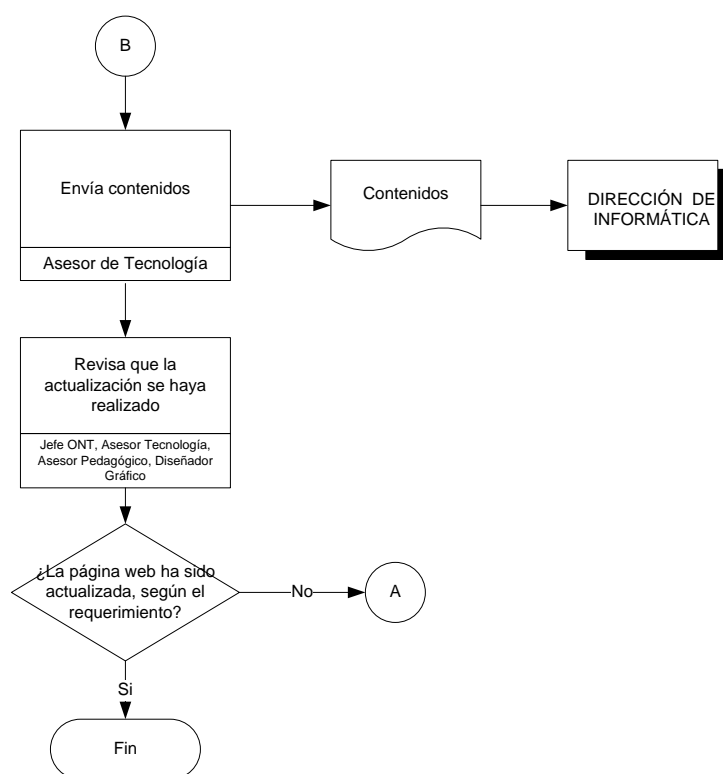 B
Envía contenidos
Asesor de Tecnología
Contenidos
DIRECCIÓN DE
INFORMÁTICA
Revisa que la
actualización se haya
realizado
Jefe ONT, Asesor Tecnología,
Asesor Pedagógico, Diseñador
Gráfico
¿La página web ha sido
actualizada, según el
requerimiento?
No
A
Si
Fin